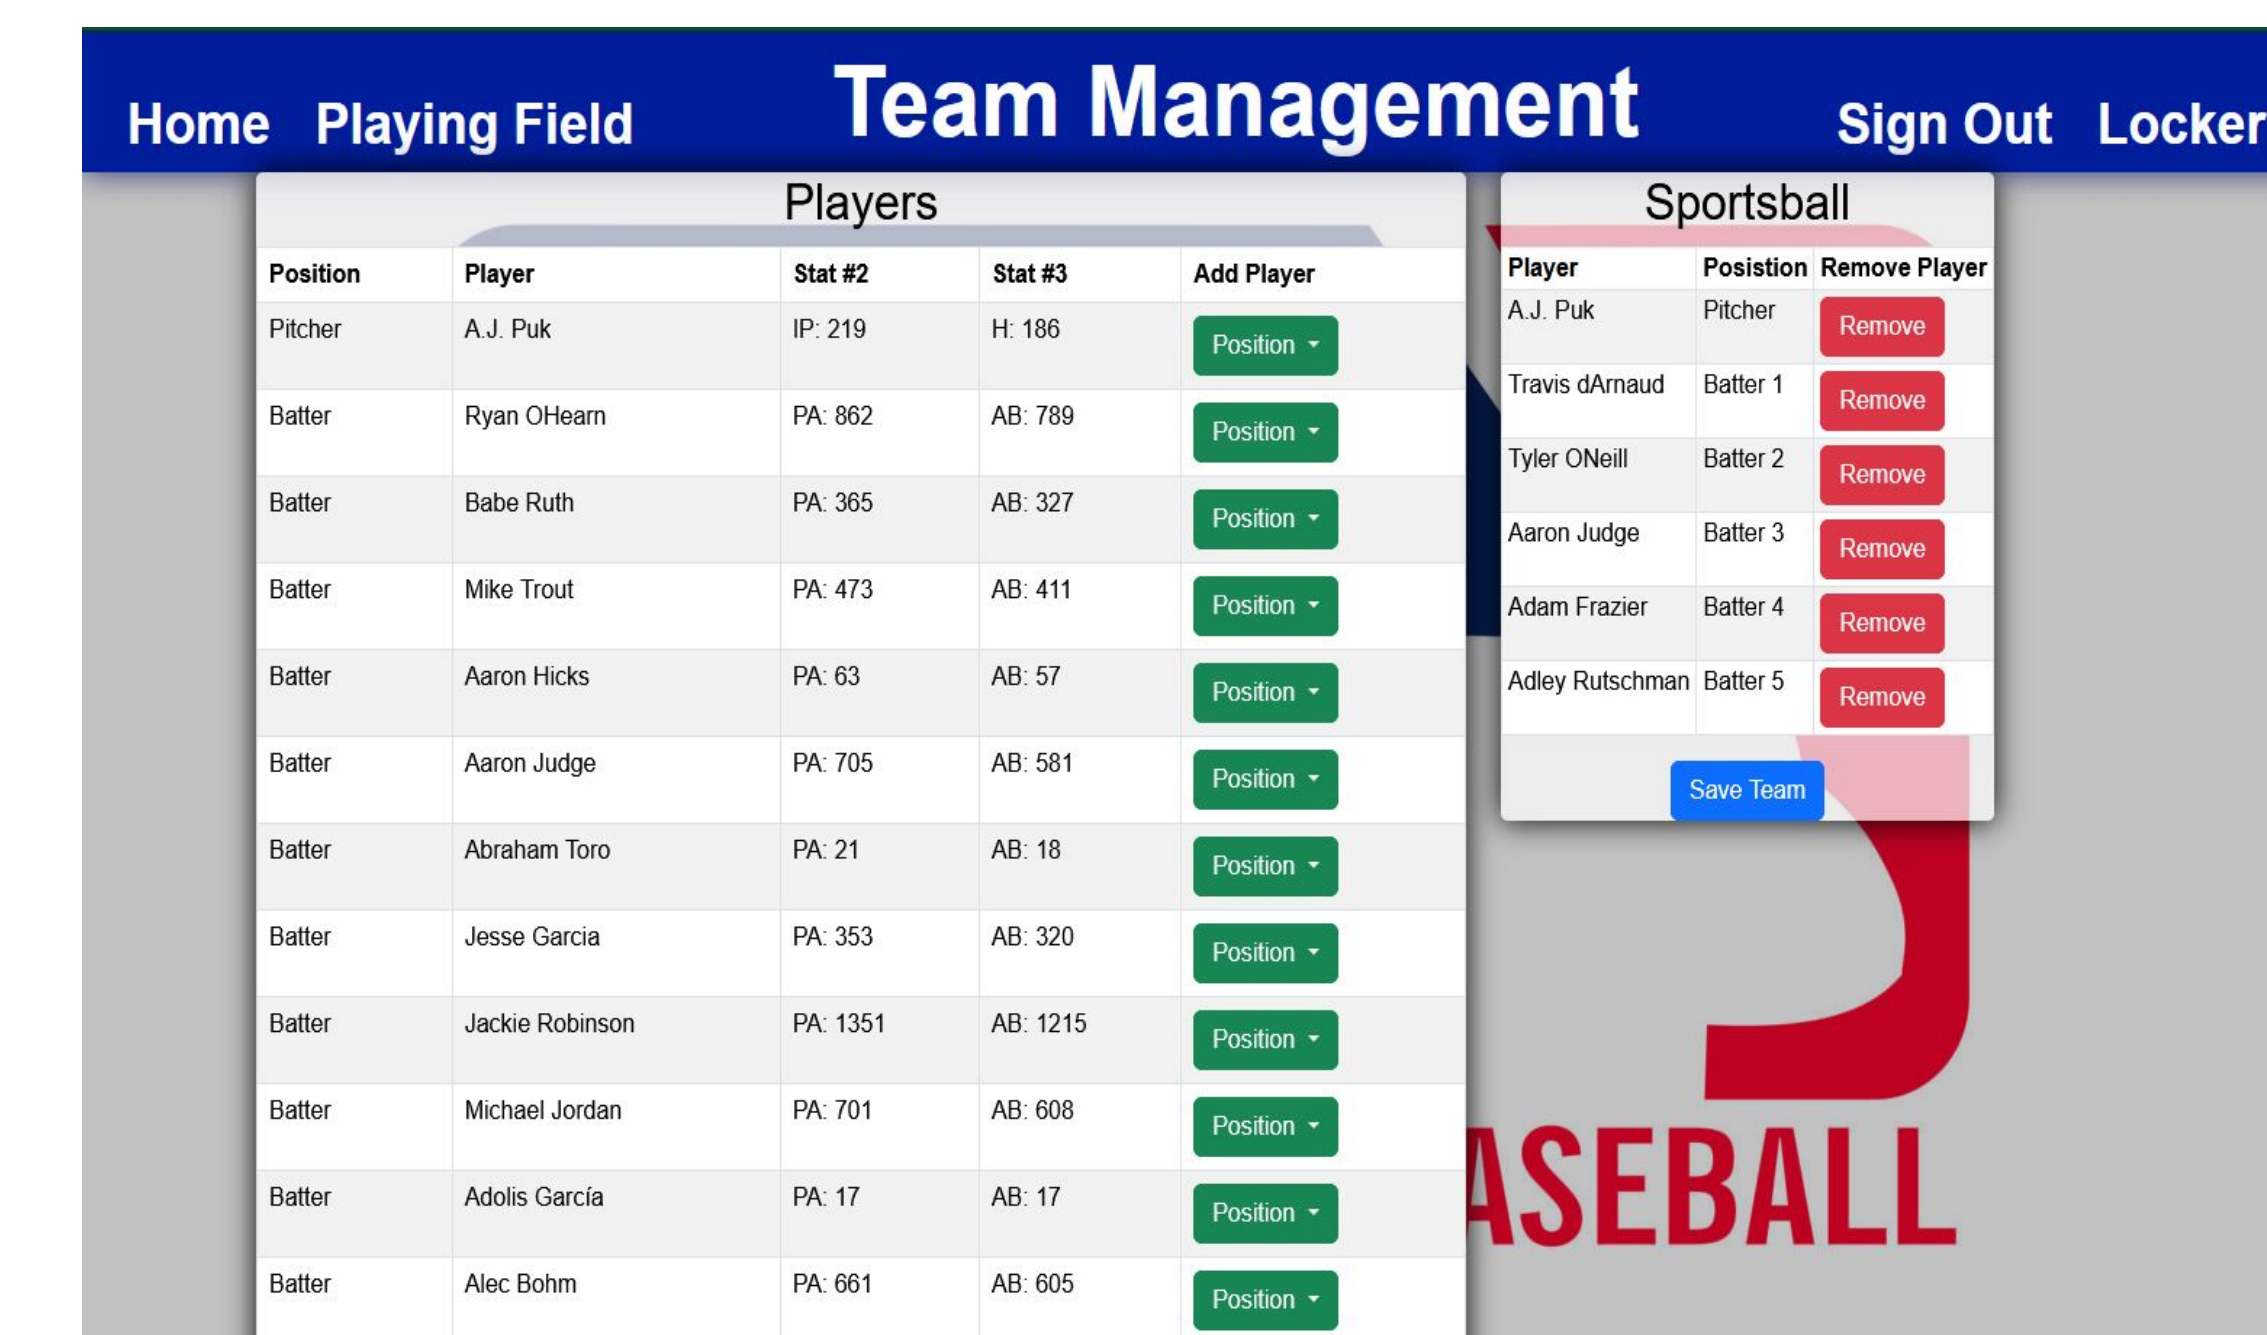 Home Playing Field Team Management Sign Out Locker
Players
Position Player Stat #2 Stat #3 Add Player
Pitcher A.J. Puk IP: 219 H: 186 Position
Batter Ryan OHearn PA: 862 AB: 789 Position
Batter Babe Ruth PA: 365 AB: 327 Position
Batter Mike Trout PA: 473 AB: 411 Position
Batter Aaron Hicks PA: 63 AB: 57 Position
Batter Aaron Judge PA: 705 AB: 581 Position
Batter Abraham Toro PA: 21 AB: 18 Position
Batter Jesse Garcia PA: 353 AB: 320 Position
Batter Jackie Robinson PA: 1351 AB: 1215 Position
Batter Michael Jordan PA: 701 AB: 608 Position
Batter Adolis García PA: 17 AB: 17 Position
Batter Alec Bohm PA: 661 AB: 605 Position
Sportsball
Player Posistion Remove Player
A.J. Puk Pitcher Remove
Travis dArnaud Batter 1 Remove
Tyler ONeill Batter 2 Remove
Aaron Judge Batter 3 Remove
Adam Frazier Batter 4 Remove
Adley Rutschman Batter 5 Remove
Save Team
ASEBALL